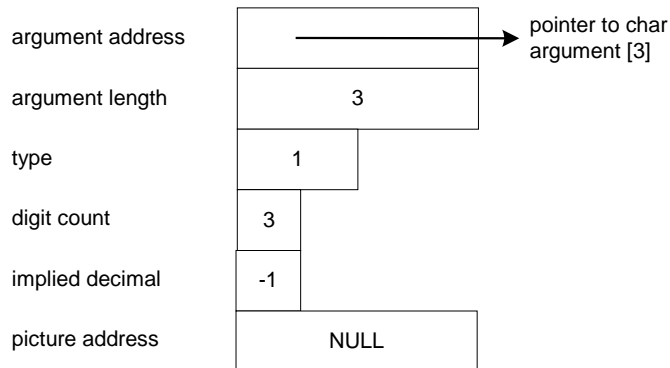 argument address
pointer to char
argument [3]
argument length
3
type
1
digit count
3
implied decimal
-1
picture address
NULL